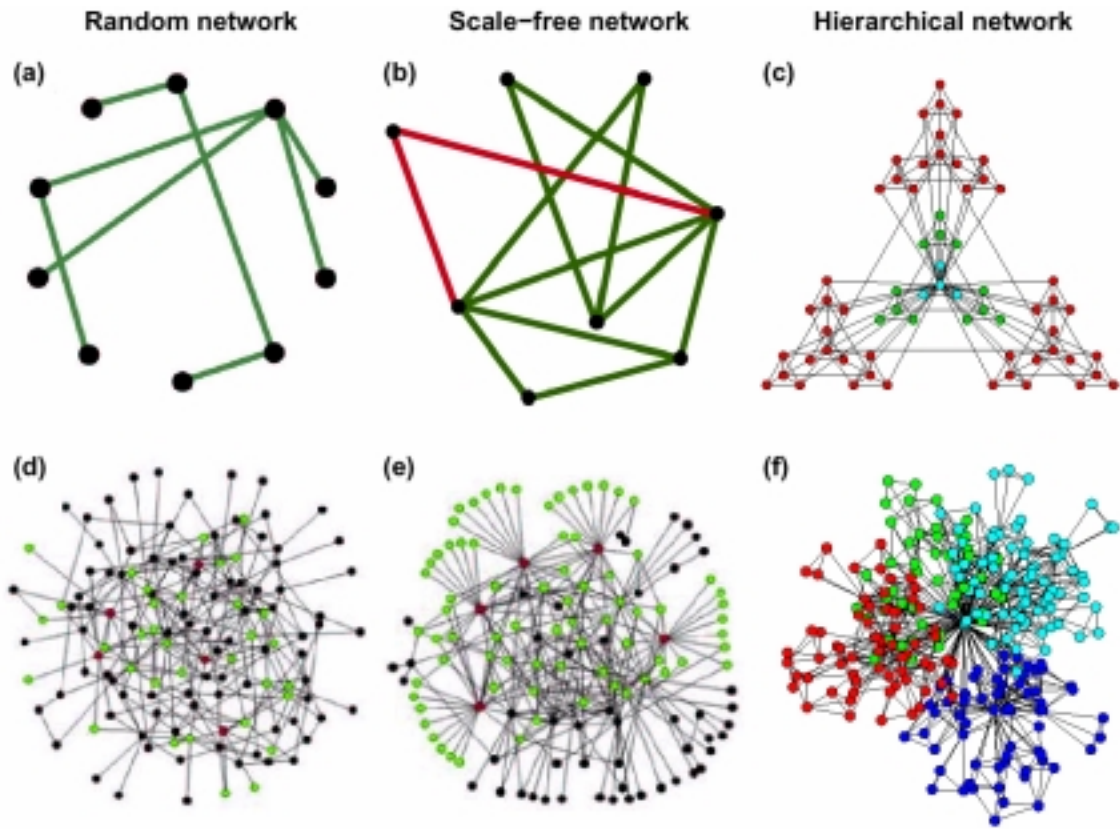 Random network
Scale−free network
Hierarchical network
(a)
(b)
(c)
(d)
(e)
(f)